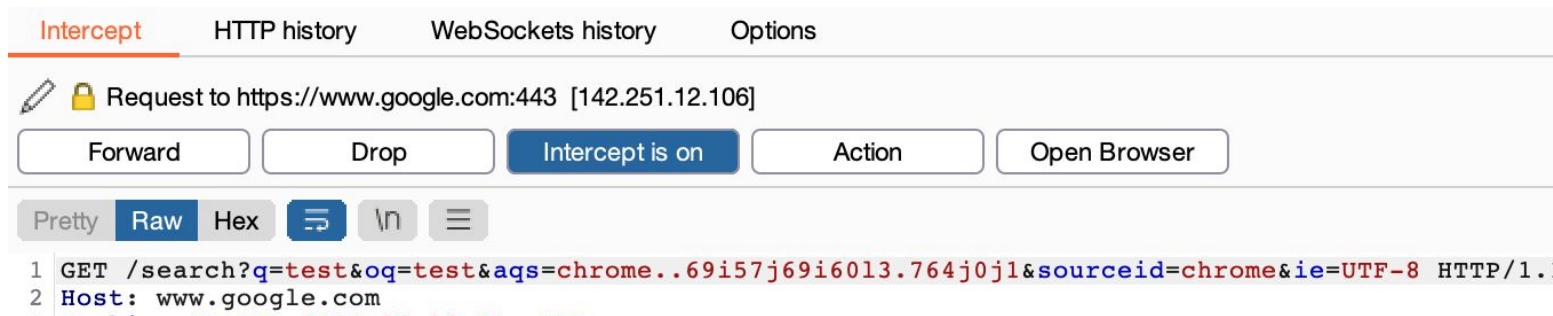 Intercept HTTP history WebSockets history Options
Request to https://www.google.com:443 [142.251.12.106]
Forward Drop Intercept is on Action Open Browser
Pretty Raw Hex \n
1 GET /search?q=test&oq=test&aqs=chrome..69i57j69i60l3.764j0j1&sourceid=chrome&ie=UTF-8 HTTP/1.
2 Host: www.google.com